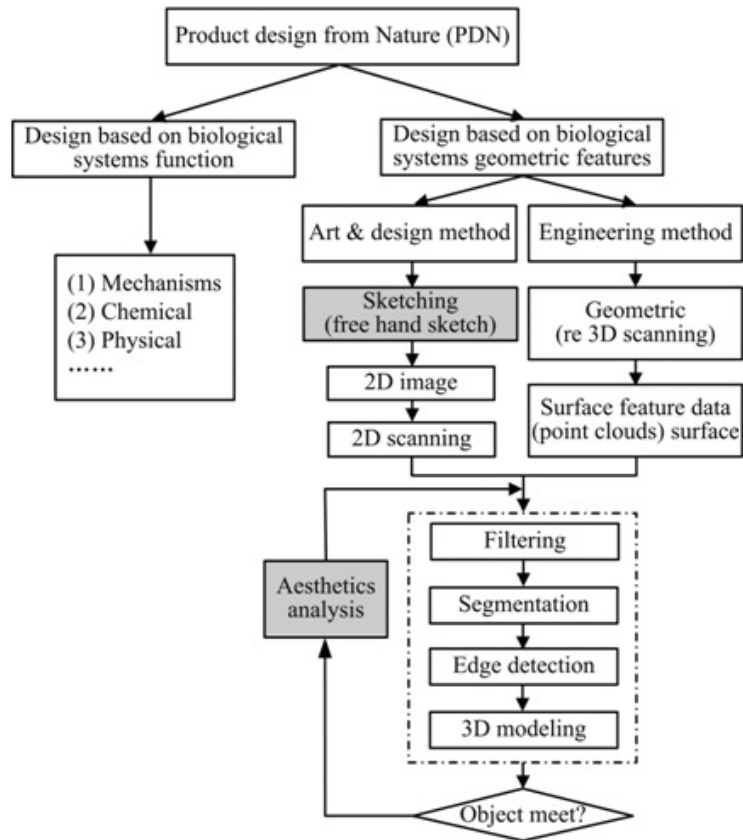 Product design from Nature (PDN)
Design based on biological
systems function
Design based on biological
systems geometric features
(1) Mechanisms
(2) Chemical
(3) Physical
……
Art & design method
Engineering method
Sketching
(free hand sketch)
Geometric
(re 3D scanning)
2D image
2D scanning
Surface feature data
(point clouds) surface
Filtering
Segmentation
Edge detection
3D modeling
Aesthetics
analysis
Object meet?